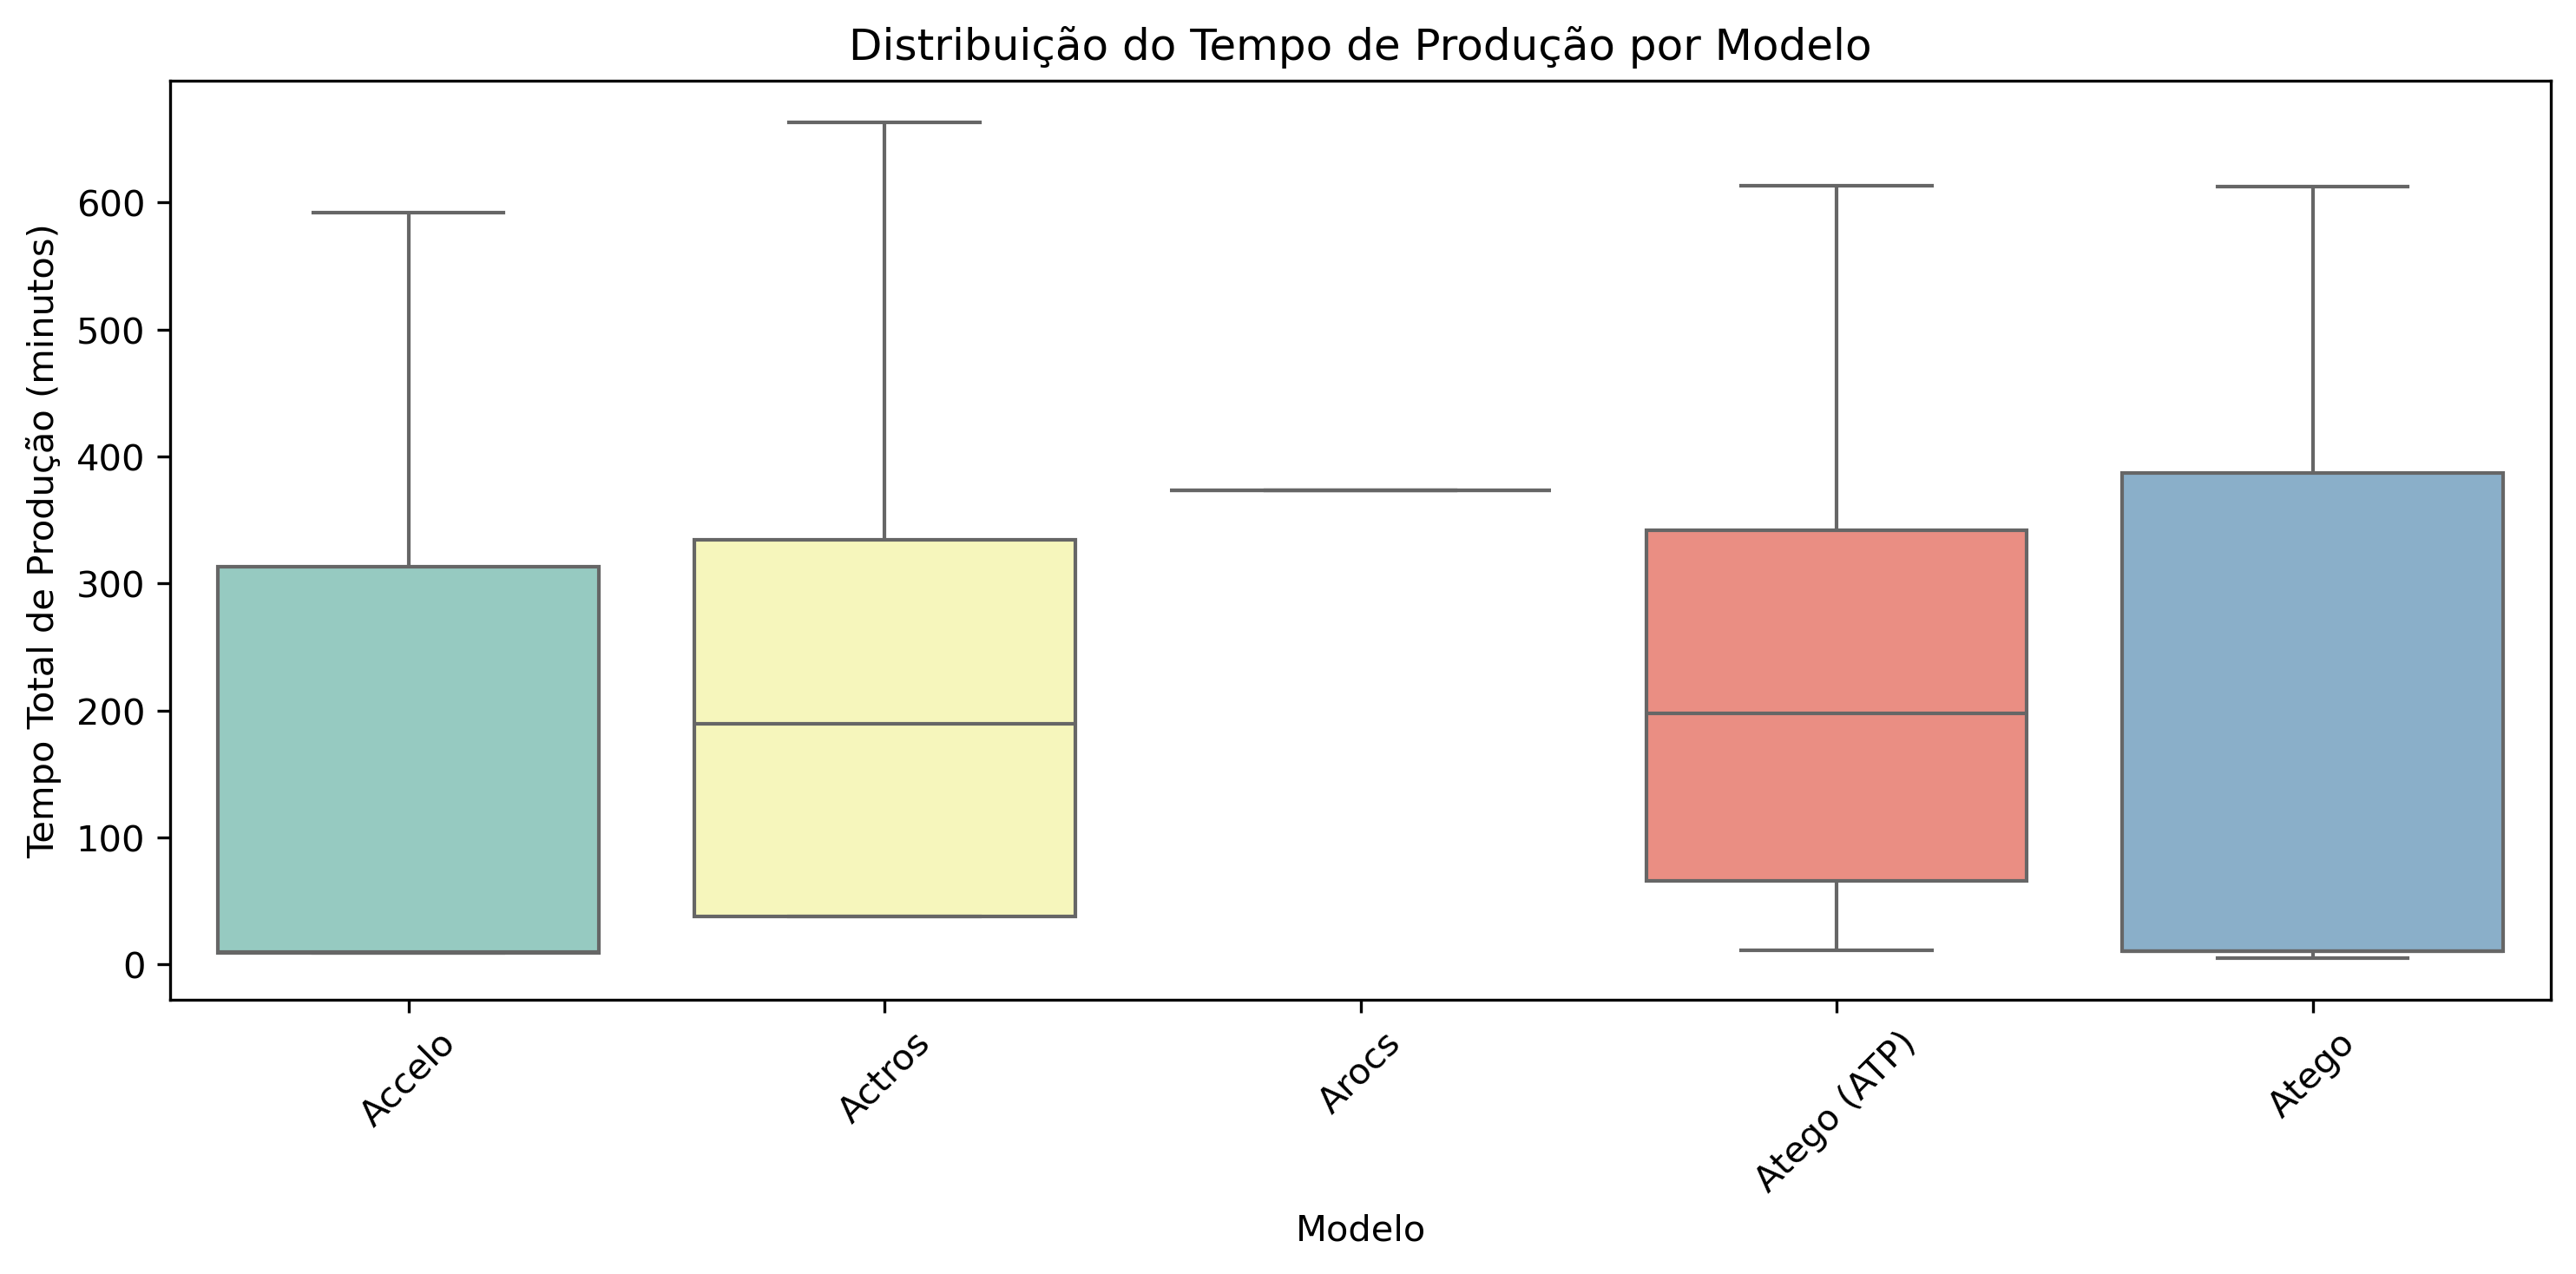 Distribuição do Tempo de Produção por Modelo
Tempo Total de Produção (minutos)
600
500
400
300
200
100
0
Accelo
Actros
Arocs
Atego (ATP)
Atego
Modelo